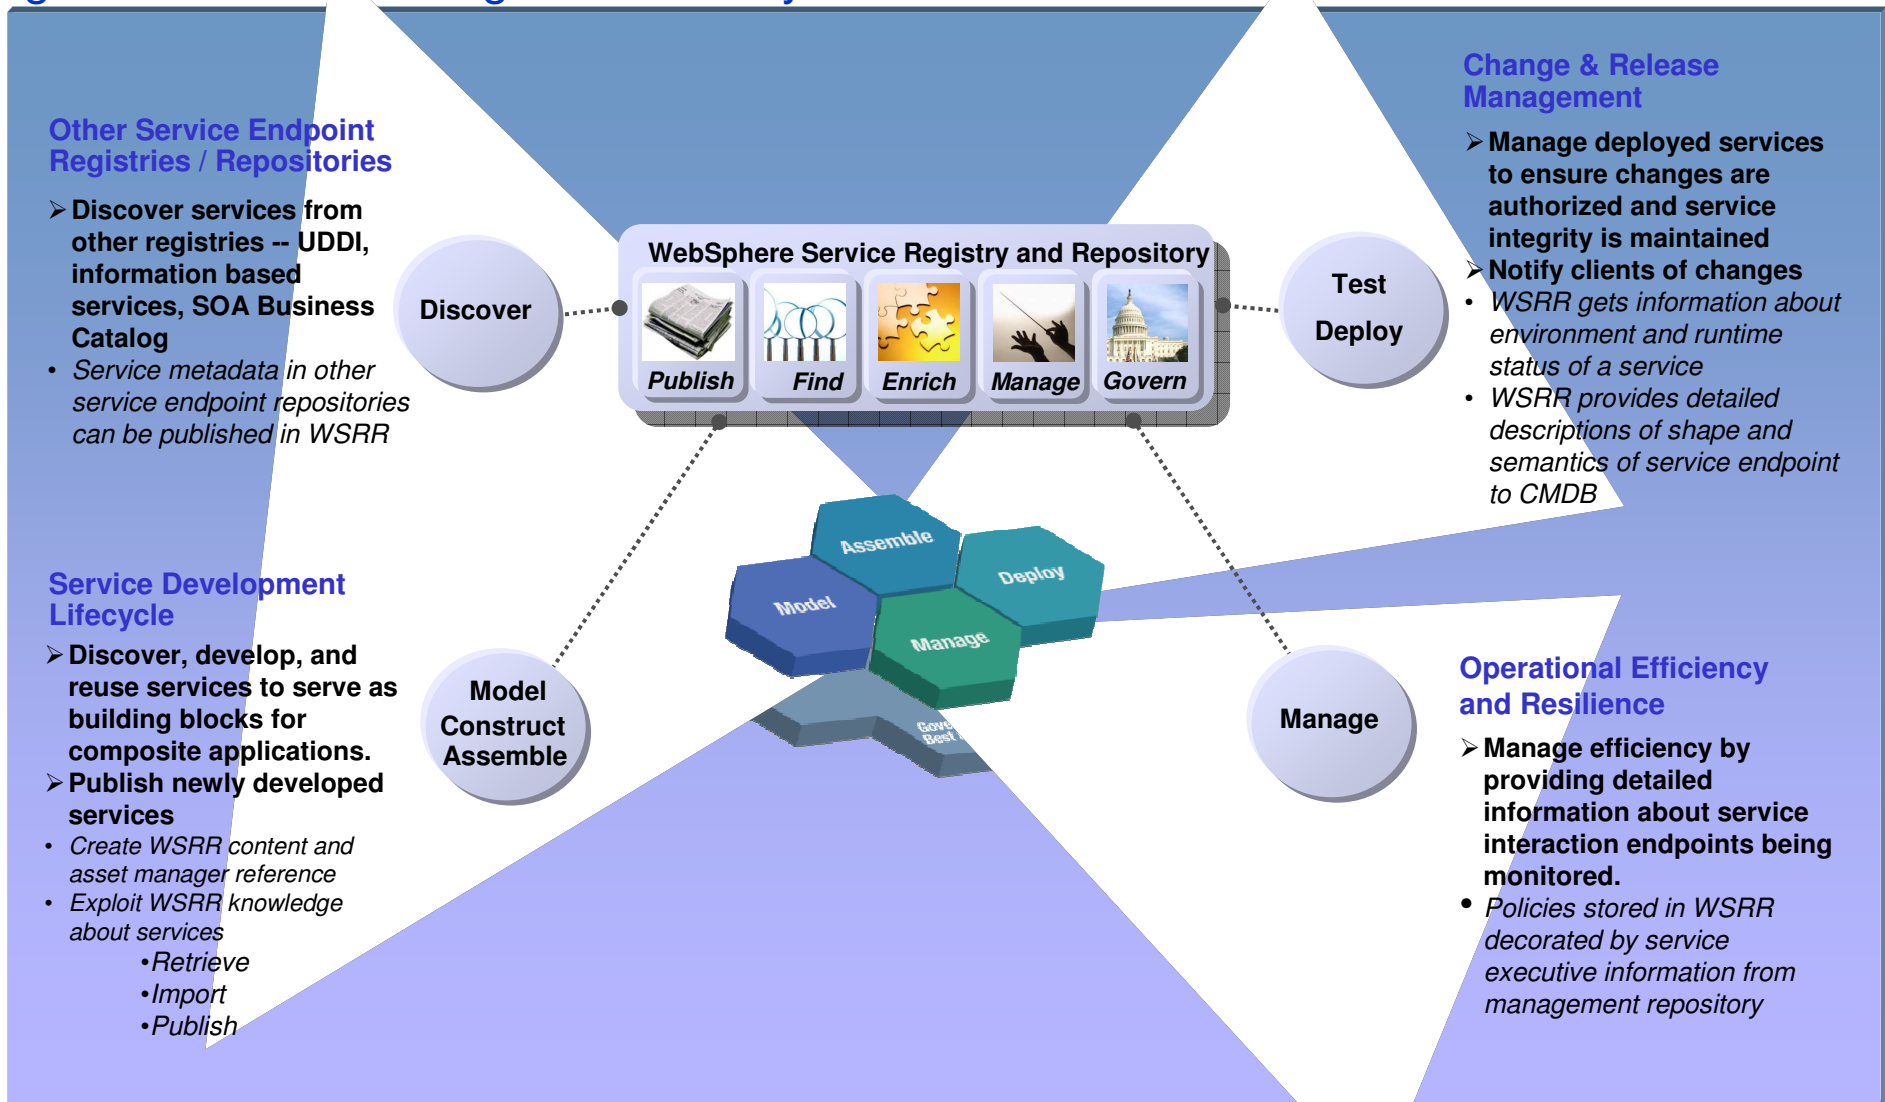 Other Service Endpoint
Registries / Repositories
➢ Discover services from
other registries -- UDDI,
information based
services, SOA Business
Catalog
• Service metadata in other
service endpoint repositories
can be published in WSRR
Service Development
Lifecycle
➢ Discover, develop, and
reuse services to serve as
building blocks for
composite applications.
➢ Publish newly developed
services
• Create WSRR content and
asset manager reference
• Exploit WSRR knowledge
about services
•Retrieve
•Import
•Publish
Discover
WebSphere Service Registry and Repository
Publish
Find
Enrich
Manage
Govern
Test
Deploy
Model
Construct
Assemble
Assemble
Deploy
Model
Manage
Best
Manage
Change & Release
Management
➢ Manage deployed services
to ensure changes are
authorized and service
integrity is maintained
➢ Notify clients of changes
• WSRR gets information about
environment and runtime
status of a service
• WSRR provides detailed
descriptions of shape and
semantics of service endpoint
to CMDB
Operational Efficiency
and Resilience
➢ Manage efficiency by
providing detailed
information about service
interaction endpoints being
monitored.
• Policies stored in WSRR
decorated by service
executive information from
management repository